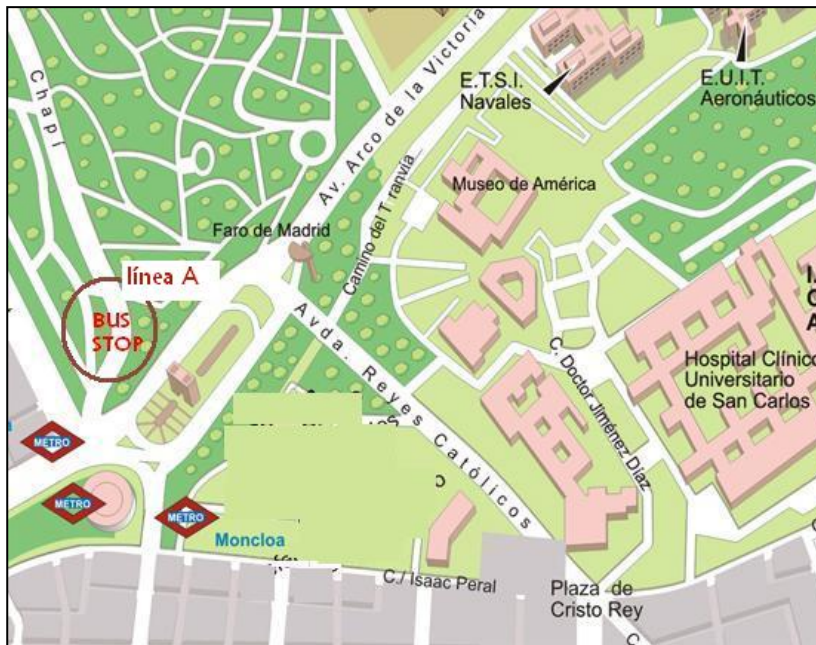 Chapí
Av. Arco de la Victoria
E.T.S.I.
Navales
E.U.I.T.
Aeronáuticos
Museo de América
Camino del Tranvía
Faro de Madrid
línea A
BUS
STOP
Avda. Reyes Católicos
C. Doctor Jiménez Díaz
Hospital Clínico
Universitario
de San Carlos
METRO
METRO
METRO
Moncloa
C./ Isaac Peral
Plaza de
Cristo Rey